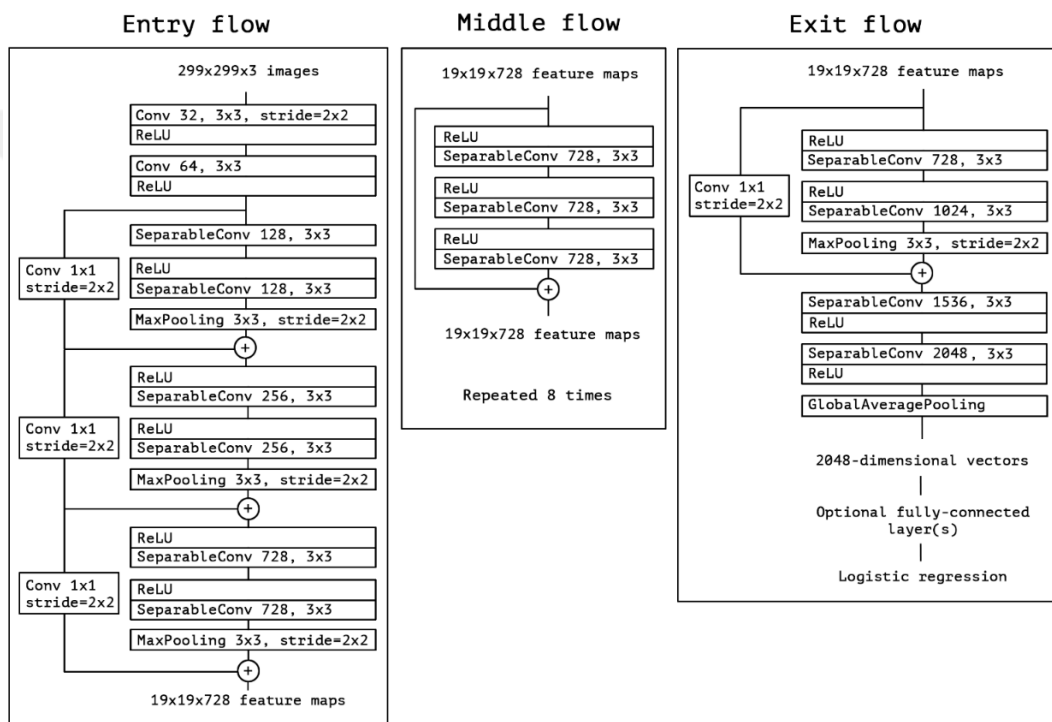 Entry flow
299x299x3 images
Conv 32, 3x3, stride=2x2
ReLU
Conv 64, 3x3
ReLU
SeparableConv 128, 3x3
Conv 1x1
stride=2x2
ReLU
SeparableConv 128, 3x3
MaxPooling 3x3, stride=2x2
+
ReLU
SeparableConv 256, 3x3
Conv 1x1
stride=2x2
ReLU
SeparableConv 256, 3x3
MaxPooling 3x3, stride=2x2
+
ReLU
SeparableConv 728, 3x3
Conv 1x1
stride=2x2
ReLU
SeparableConv 728, 3x3
MaxPooling 3x3, stride=2x2
+
19x19x728 feature maps
Middle flow
19x19x728 feature maps
ReLU
SeparableConv 728, 3x3
ReLU
SeparableConv 728, 3x3
ReLU
SeparableConv 728, 3x3
+
19x19x728 feature maps
Repeated 8 times
Exit flow
19x19x728 feature maps
ReLU
SeparableConv 728, 3x3
Conv 1x1
stride=2x2
ReLU
SeparableConv 1024, 3x3
MaxPooling 3x3, stride=2x2
+
SeparableConv 1536, 3x3
ReLU
SeparableConv 2048, 3x3
ReLU
GlobalAveragePooling
2048-dimensional vectors
Optional fully-connected
layer(s)
Logistic regression